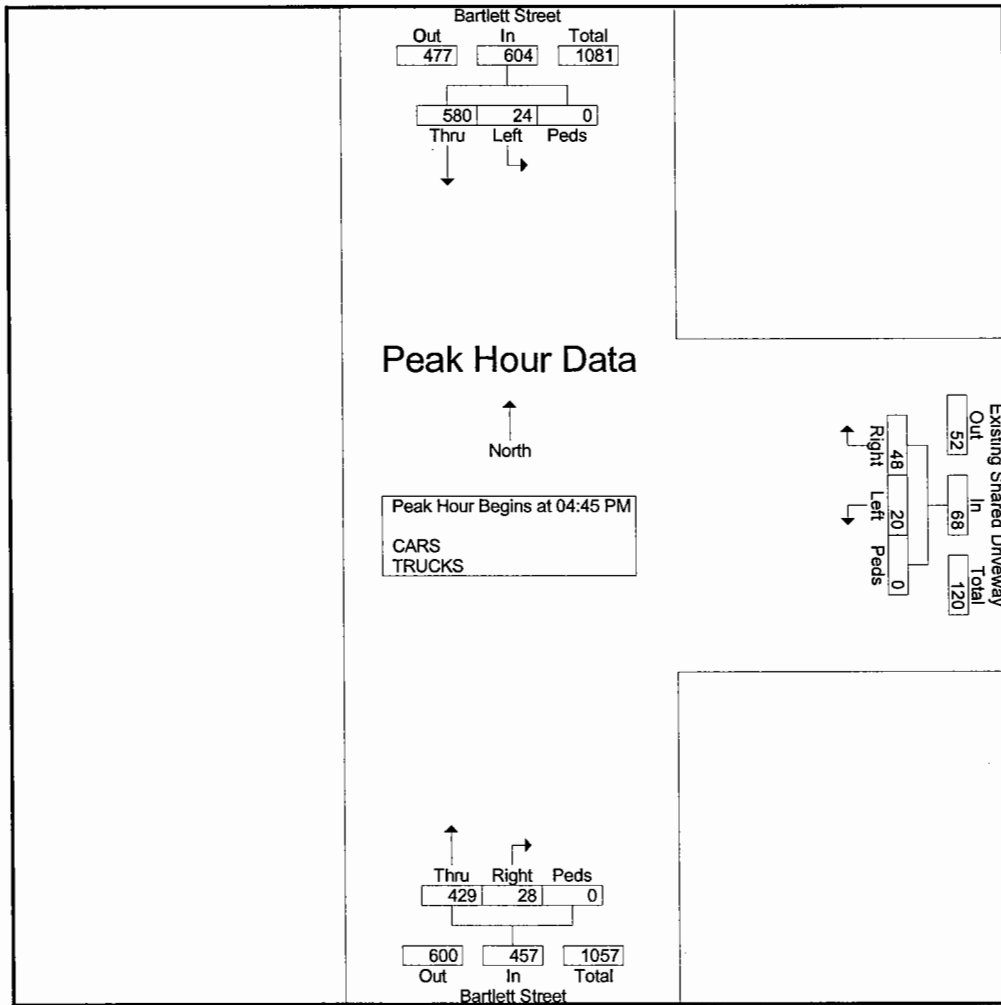 Bartlett Street
Out In Total
477 604 1081
580 24 0
Thru Left Peds
Peak Hour Data
North
Peak Hour Begins at 04:45 PM
CARS
TRUCKS
Existing Shared Driveway
Out In Total
52 68 120
48 20 0
Right Left Peds
Thru Right Peds
429 28 0
600 457 1057
Out In Total
Bartlett Street